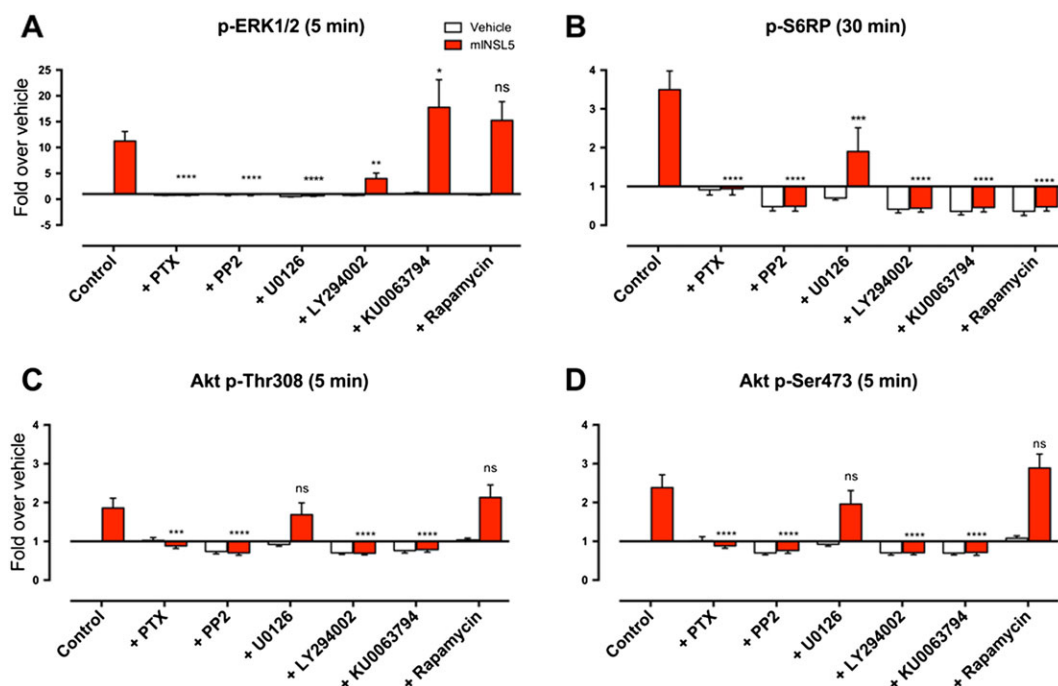 A
p-ERK1/2 (5 min)
Vehicle
mINSL5
Fold over vehicle
25
20
15
10
5
0
-5
**** **** **** ** * ns
Control
+ PTX
+ PP2
+ U0126
+ LY294002
+ KU0063794
+ Rapamycin
B
p-S6RP (30 min)
4
3
2
1
0
**** **** *** **** **** ****
Control
+ PTX
+ PP2
+ U0126
+ LY294002
+ KU0063794
+ Rapamycin
C
Akt p-Thr308 (5 min)
Fold over vehicle
4
3
2
1
0
*** **** ns **** **** ns
Control
+ PTX
+ PP2
+ U0126
+ LY294002
+ KU0063794
+ Rapamycin
D
Akt p-Ser473 (5 min)
4
3
2
1
0
**** **** ns **** **** ns
Control
+ PTX
+ PP2
+ U0126
+ LY294002
+ KU0063794
+ Rapamycin